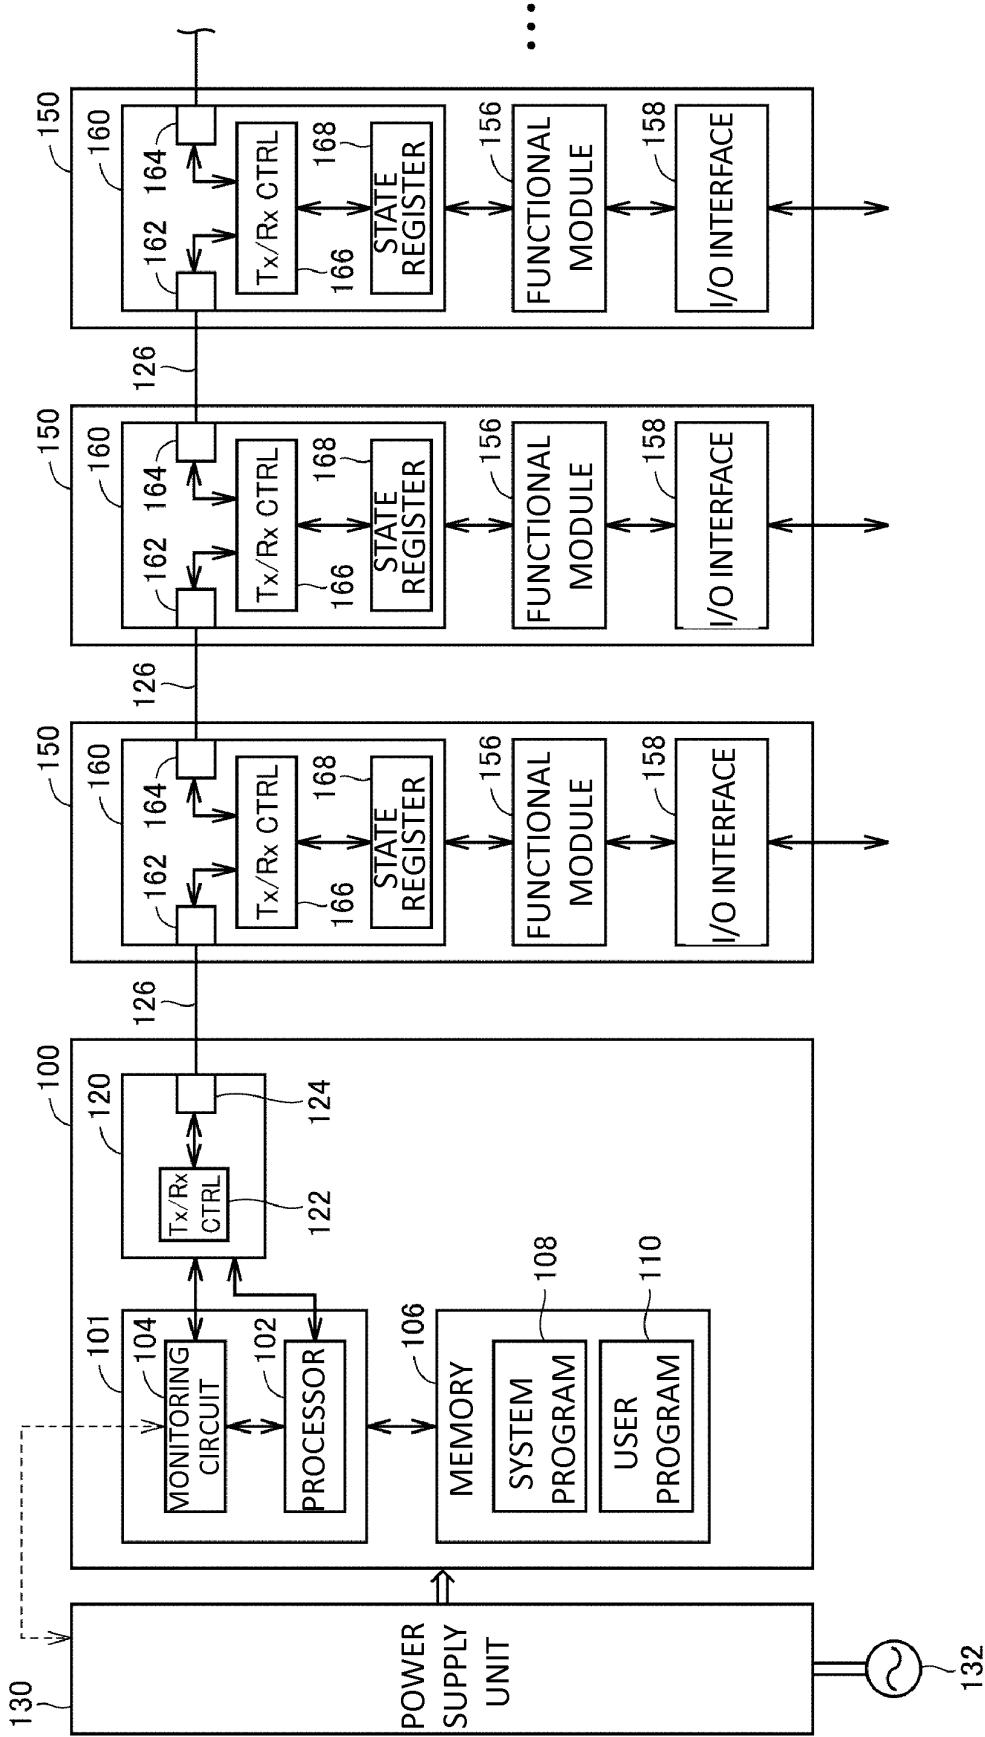 130
POWER
SUPPLY
UNIT
132
100
101
104
MONITORING
CIRCUIT
102
PROCESSOR
106
MEMORY
108
SYSTEM
PROGRAM
110
USER
PROGRAM
120
Tx/Rx
CTRL
122
124
126
150
160
162
164
Tx/Rx CTRL
166
168
STATE
REGISTER
156
FUNCTIONAL
MODULE
158
I/O INTERFACE
126
150
160
162
164
Tx/Rx CTRL
166
168
STATE
REGISTER
156
FUNCTIONAL
MODULE
158
I/O INTERFACE
126
150
160
162
164
Tx/Rx CTRL
166
168
STATE
REGISTER
156
FUNCTIONAL
MODULE
158
I/O INTERFACE